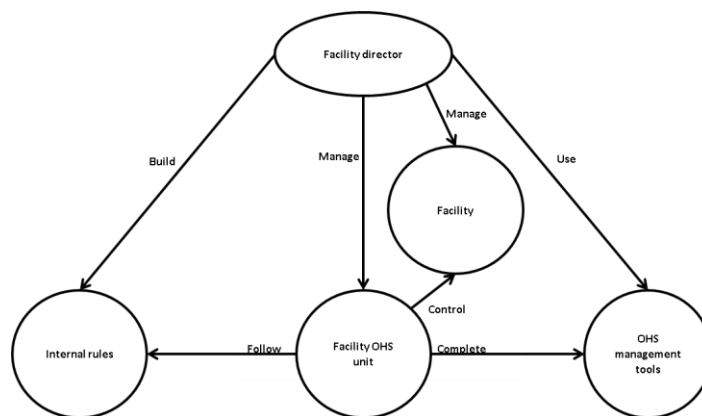 Facility director
Manage
Build
Manage
Use
Facility
Control
Internal rules
Follow
Facility OHS
unit
Complete
OHS
management
tools